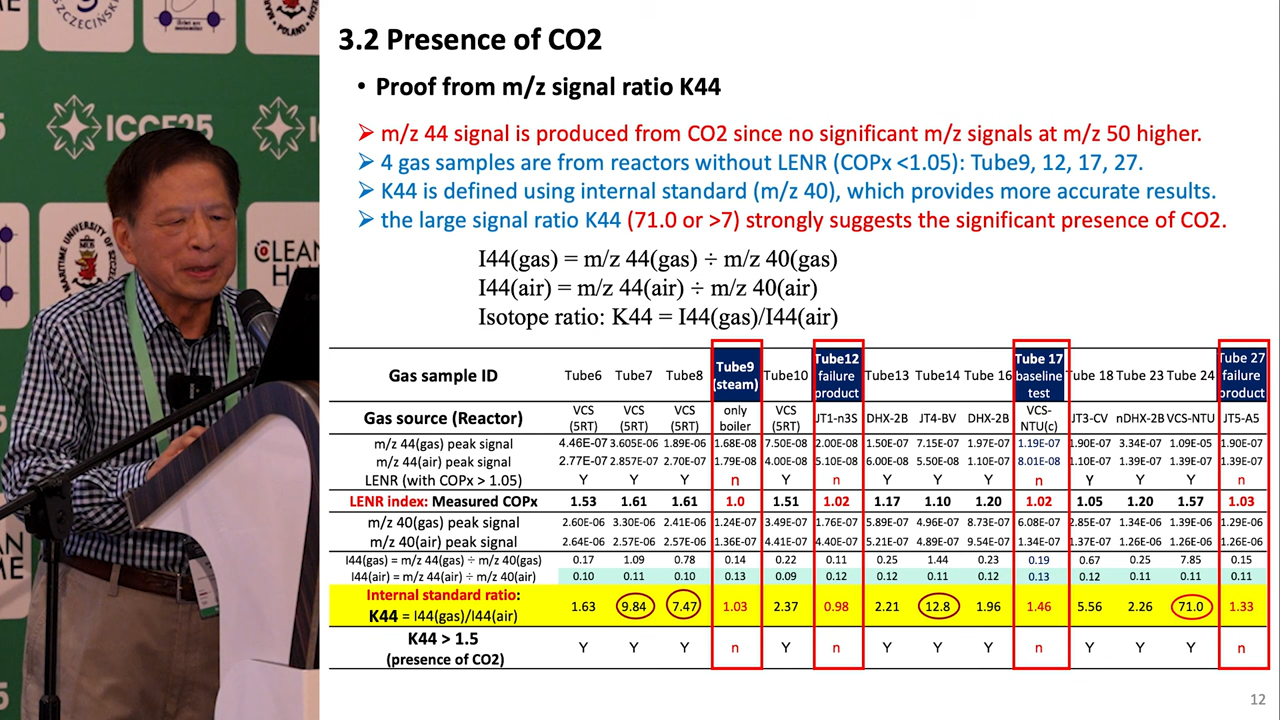 3.2 Presence of CO2
• Proof from m/z signal ratio K44
➢ m/z 44 signal is produced from CO2 since no significant m/z signals at m/z 50 higher.
➢ 4 gas samples are from reactors without LENR (COPx <1.05): Tube9, 12, 17, 27.
➢ K44 is defined using internal standard (m/z 40), which provides more accurate results.
➢ the large signal ratio K44 (71.0 or >7) strongly suggests the significant presence of CO2.
I44(gas) = m/z 44(gas) ÷ m/z 40(gas)
I44(air) = m/z 44(air) ÷ m/z 40(air)
Isotope ratio: K44 = I44(gas)/I44(air)
Gas sample ID Tube6 Tube7 Tube8 Tube9 (steam) Tube10 Tube12 failure product Tube13 Tube14 Tube 16 Tube 17 baseline test Tube 18 Tube 23 Tube 24 Tube 27 failure product
Gas source (Reactor) VCS (5RT) VCS (5RT) VCS (5RT) only boiler VCS (5RT) JT1-n3S DHX-2B JT4-BV DHX-2B VCS-NTU(c) JT3-CV nDHX-2B VCS-NTU JT5-A5
m/z 44(gas) peak signal 4.46E-07 3.605E-06 1.89E-06 1.68E-08 7.50E-08 2.00E-08 1.50E-07 7.15E-07 1.97E-07 1.19E-07 1.90E-07 3.34E-07 1.09E-05 1.90E-07
m/z 44(air) peak signal 2.77E-07 2.857E-07 2.70E-07 1.79E-08 4.00E-08 5.10E-08 6.00E-08 5.50E-08 1.10E-07 8.01E-08 1.10E-07 1.39E-07 1.39E-07 1.39E-07
LENR (with COPx > 1.05) Y Y Y n Y n Y Y Y n Y Y Y n
LENR index: Measured COPx 1.53 1.61 1.61 1.0 1.51 1.02 1.17 1.10 1.20 1.02 1.05 1.20 1.57 1.03
m/z 40(gas) peak signal 2.60E-06 3.30E-06 2.41E-06 1.24E-07 3.49E-07 1.76E-07 5.89E-07 4.96E-07 8.73E-07 6.08E-07 2.85E-07 1.34E-06 1.39E-06 1.29E-06
m/z 40(air) peak signal 2.64E-06 2.57E-06 2.57E-06 1.36E-07 4.41E-07 4.40E-07 5.21E-07 4.89E-07 9.54E-07 1.34E-07 1.37E-07 1.26E-06 1.26E-06 1.26E-06
I44(gas) = m/z 44(gas) ÷ m/z 40(gas) 0.17 1.09 0.78 0.14 0.22 0.11 0.25 1.44 0.23 0.19 0.67 0.25 7.85 0.15
I44(air) = m/z 44(air) ÷ m/z 40(air) 0.10 0.11 0.10 0.13 0.09 0.12 0.12 0.11 0.12 0.13 0.12 0.11 0.11 0.11
Internal standard ratio:
K44 = I44(gas)/I44(air) 1.63 9.84 7.47 1.03 2.37 0.98 2.21 12.8 1.96 1.46 5.56 2.26 71.0 1.33
K44 > 1.5
(presence of CO2) Y Y Y n Y n Y Y Y n Y Y Y n
12
ICCF25
MARITIME UNIVERSITY OF
CLEAN